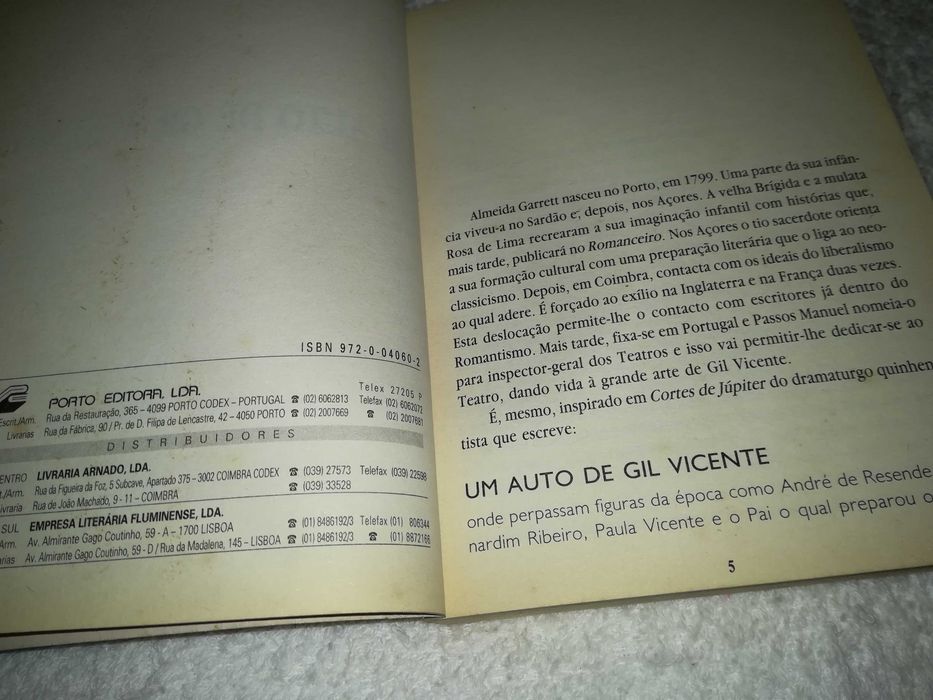 ISBN 972-0-04060-2
PORTO EDITORA, LDA.
Telex 27205 P
Escrit./Arm. Rua da Restauração, 365 – 4099 PORTO CODEX – PORTUGAL ☎ (02) 6062813 Telefax (02) 6062072
Livrarias Rua da Fábrica, 90 / Pr. de D. Filipa de Lencastre, 42 – 4050 PORTO ☎ (02) 2007669 ☎ (02) 2007681
DISTRIBUIDORES
ENTRO LIVRARIA ARNADO, LDA.
t./Arm. Rua da Figueira da Foz, 5 Subcave, Apartado 375 – 3002 COIMBRA CODEX ☎ (039) 27573 Telefax (039) 22598
vraria Rua de João Machado, 9 - 11 – COIMBRA ☎ (039) 33528
SUL EMPRESA LITERÁRIA FLUMINENSE, LDA.
Arm. Av. Almirante Gago Coutinho, 59 - A – 1700 LISBOA ☎ (01) 8486192/3 Telefax (01) 806344
arias Av. Almirante Gago Coutinho, 59 - D / Rua da Madalena, 145 – LISBOA ☎ (01) 8486192/3 ☎ (01) 8872166
Almeida Garrett nasceu no Porto, em 1799. Uma parte da sua infân-
cia viveu-a no Sardão e, depois, nos Açores. A velha Brígida e a mulata
Rosa de Lima recrearam a sua imaginação infantil com histórias que,
mais tarde, publicará no Romanceiro. Nos Açores o tio sacerdote orienta
a sua formação cultural com uma preparação literária que o liga ao neo-
classicismo. Depois, em Coimbra, contacta com os ideais do liberalismo
ao qual adere. É forçado ao exílio na Inglaterra e na França duas vezes.
Esta deslocação permite-lhe o contacto com escritores já dentro do
Romantismo. Mais tarde, fixa-se em Portugal e Passos Manuel nomeia-o
para inspector-geral dos Teatros e isso vai permitir-lhe dedicar-se ao
Teatro, dando vida à grande arte de Gil Vicente.
É, mesmo, inspirado em Cortes de Júpiter do dramaturgo quinhen
tista que escreve:
UM AUTO DE GIL VICENTE
onde perpassam figuras da época como André de Resende
nardim Ribeiro, Paula Vicente e o Pai o qual preparou o
5